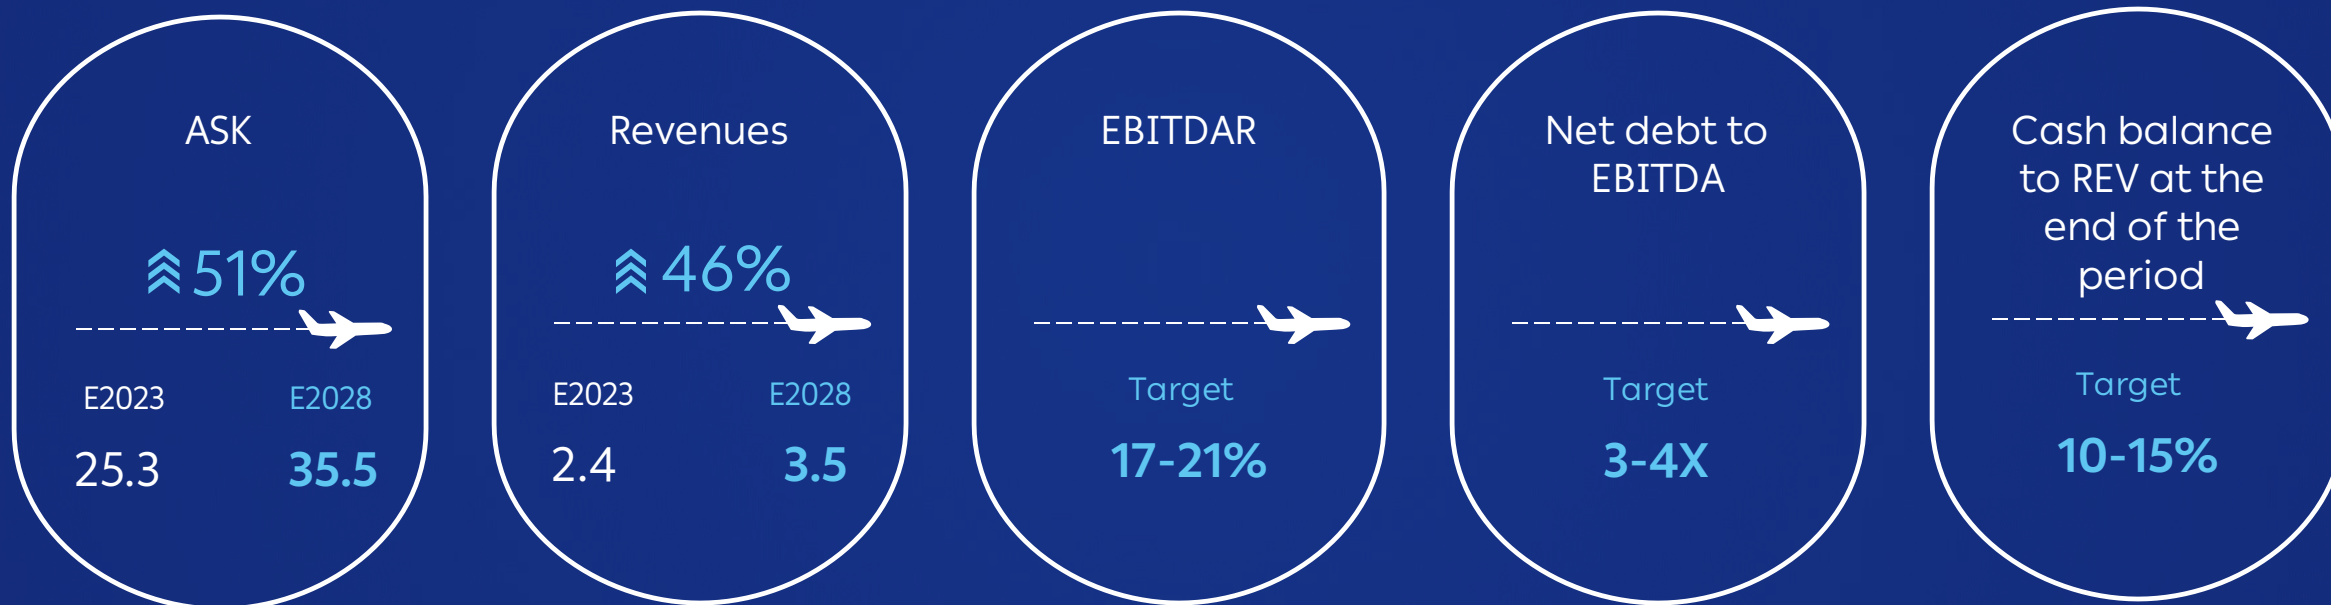 ASK
51%
E2023 E2028
25.3 35.5
Revenues
46%
E2023 E2028
2.4 3.5
EBITDAR
Target
17-21%
Net debt to
EBITDA
Target
3-4X
Cash balance
to REV at the
end of the
period
Target
10-15%